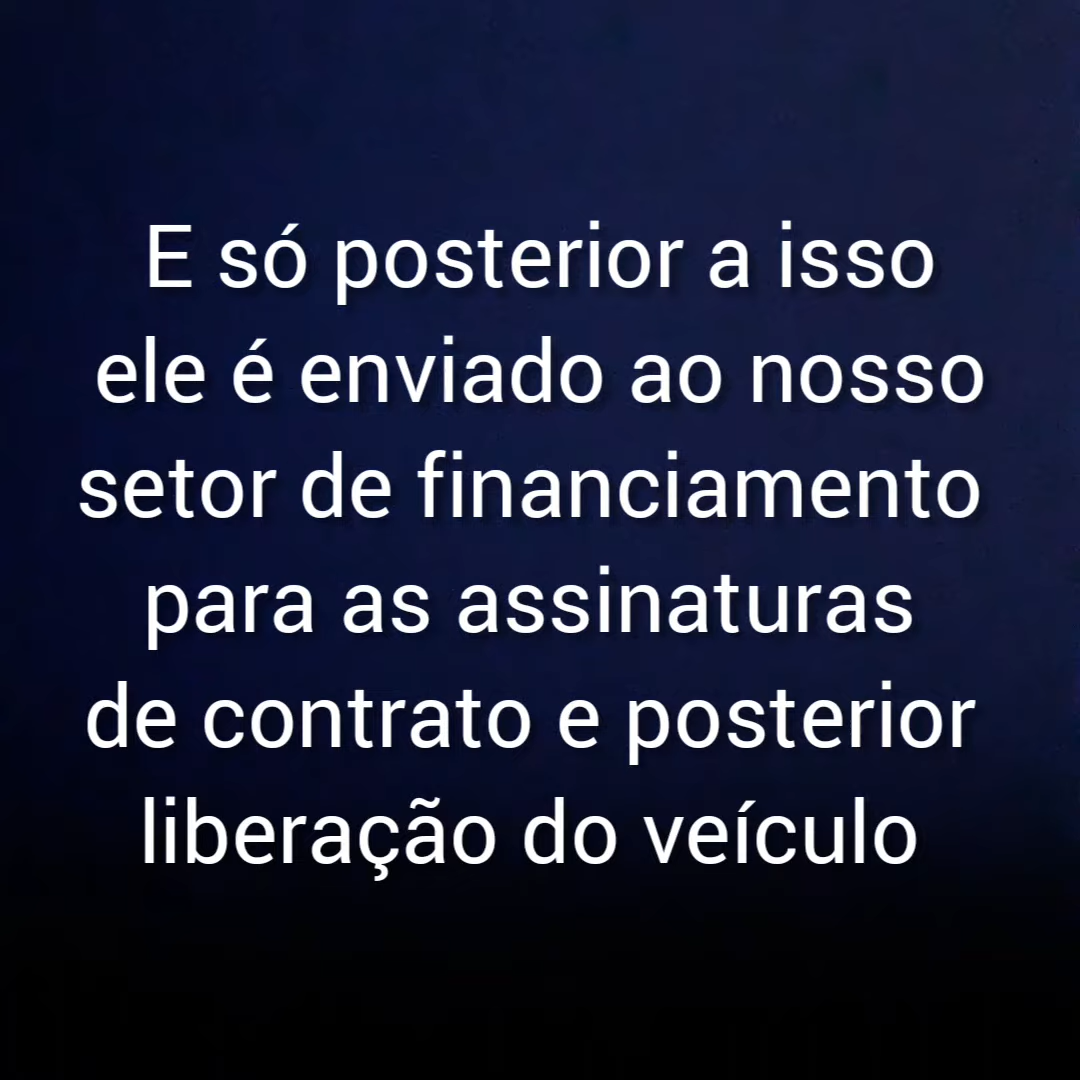 E só posterior a isso
ele é enviado ao nosso
setor de financiamento
para as assinaturas
de contrato e posterior
liberação do veículo